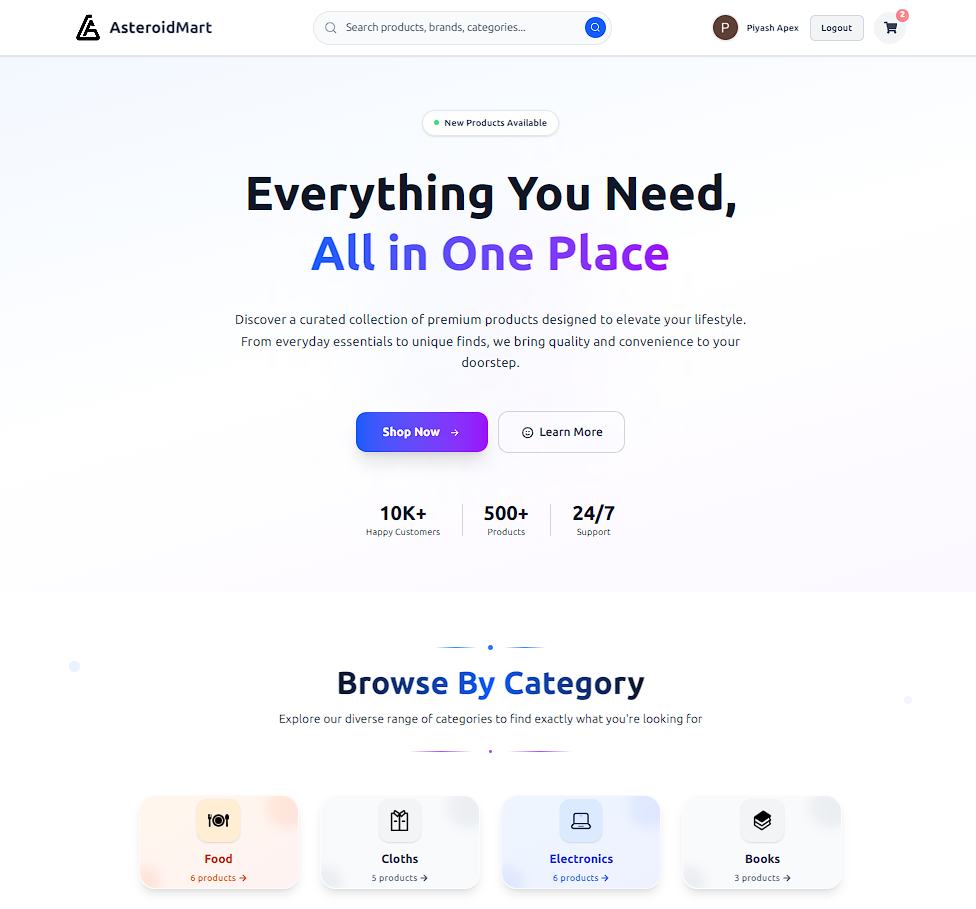 AsteroidMart
Search products, brands, categories...
P
Piyash Apex
Logout
2
New Products Available
Everything You Need,
All in One Place
Discover a curated collection of premium products designed to elevate your lifestyle.
From everyday essentials to unique finds, we bring quality and convenience to your
doorstep.
Shop Now →
Learn More
10K+
Happy Customers
500+
Products
24/7
Support
Browse By Category
Explore our diverse range of categories to find exactly what you're looking for
Food
6 products →
Cloths
5 products →
Electronics
6 products →
Books
3 products →